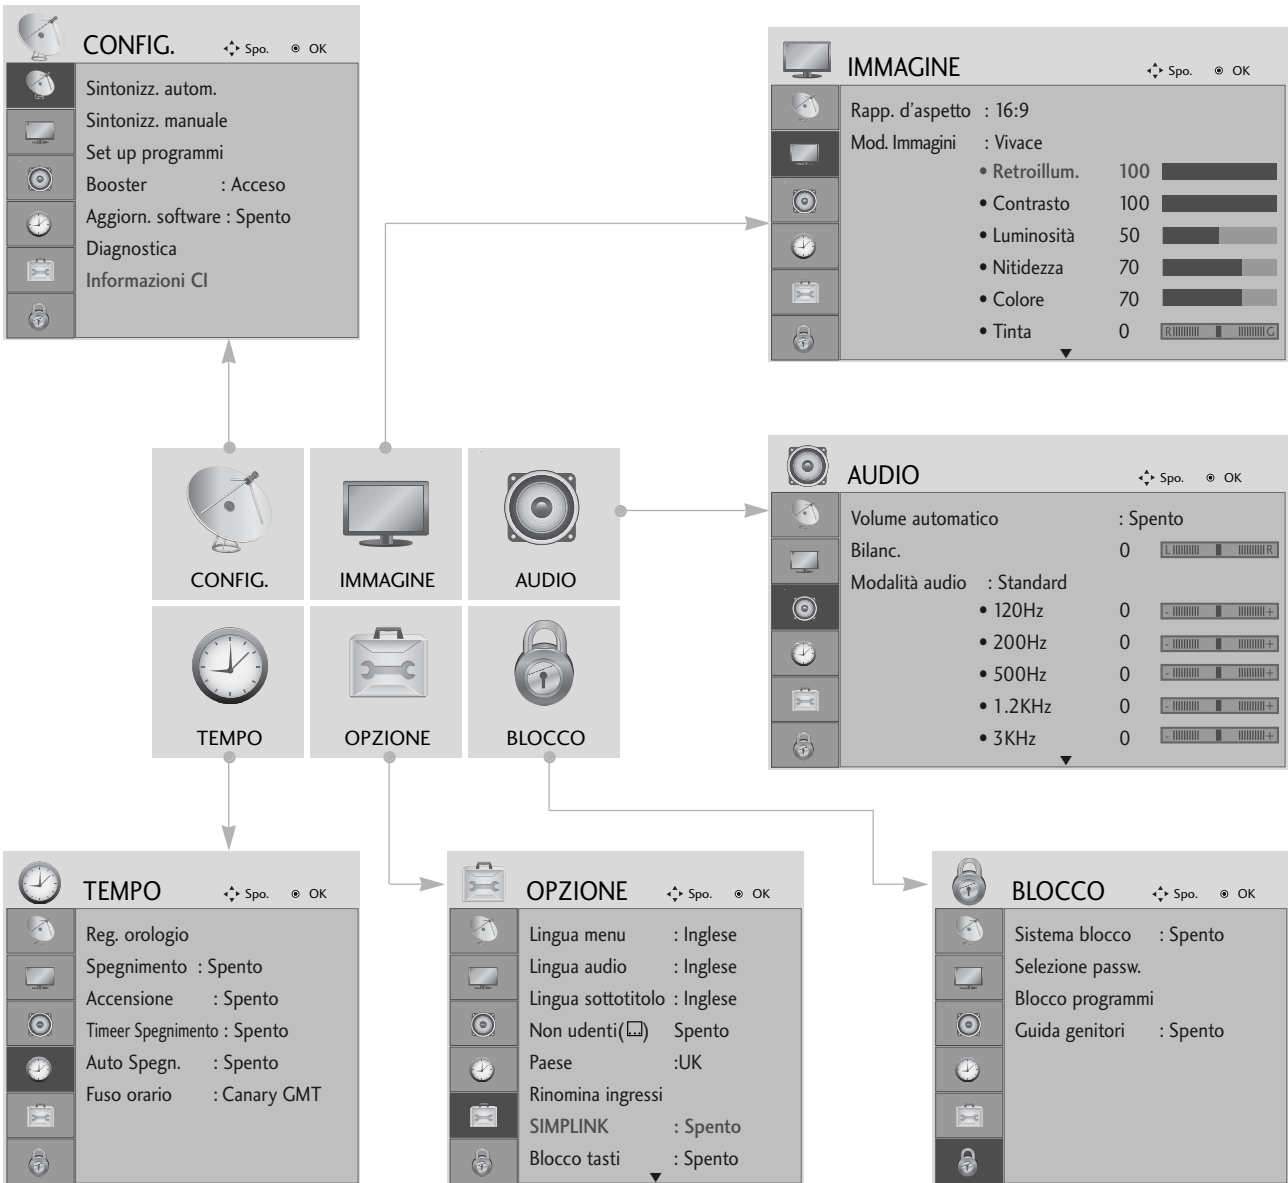 CONFIG. Spo. OK
Sintonizz. autom.
Sintonizz. manuale
Set up programmi
Booster : Acceso
Aggiorn. software : Spento
Diagnostica
Informazioni CI
IMMAGINE Spo. OK
Rapp. d'aspetto : 16:9
Mod. Immagini : Vivace
• Retroillum. 100
• Contrasto 100
• Luminosità 50
• Nitidezza 70
• Colore 70
• Tinta 0 R G
CONFIG. IMMAGINE AUDIO
TEMPO OPZIONE BLOCCO
AUDIO Spo. OK
Volume automatico : Spento
Bilanc. 0 L R
Modalità audio : Standard
• 120Hz 0 - +
• 200Hz 0 - +
• 500Hz 0 - +
• 1.2KHz 0 - +
• 3KHz 0 - +
TEMPO Spo. OK
Reg. orologio
Spegnimento : Spento
Accensione : Spento
Timeer Spegnimento : Spento
Auto Spegn. : Spento
Fuso orario : Canary GMT
OPZIONE Spo. OK
Lingua menu : Inglese
Lingua audio : Inglese
Lingua sottotitolo : Inglese
Non udenti( ) Spento
Paese :UK
Rinomina ingressi
SIMPLINK : Spento
Blocco tasti : Spento
BLOCCO Spo. OK
Sistema blocco : Spento
Selezione passw.
Blocco programmi
Guida genitori : Spento